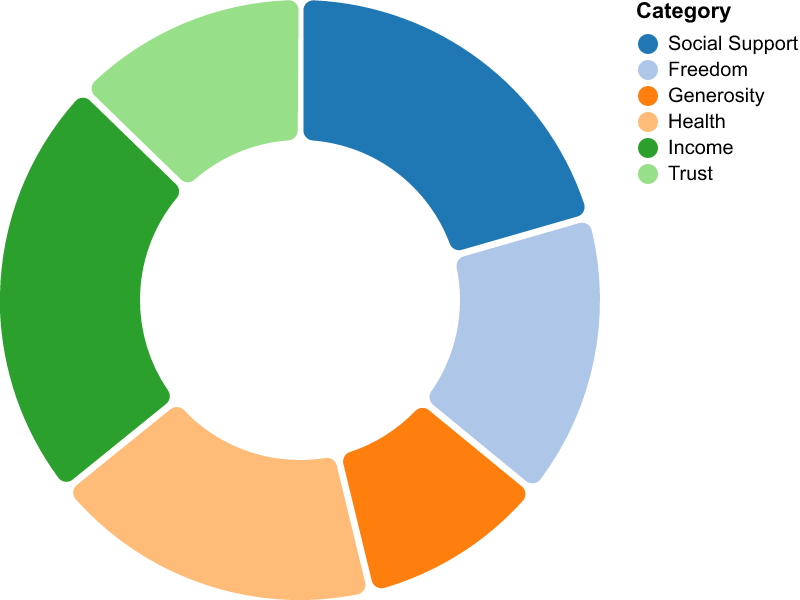 Category
Social Support
Freedom
Generosity
Health
Income
Trust